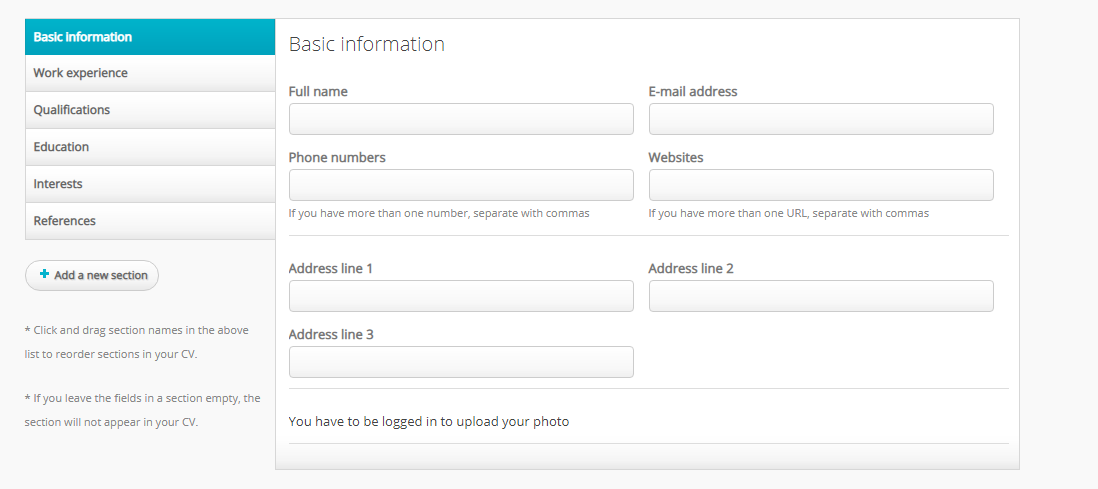 Basic information
Work experience
Qualifications
Education
Interests
References
Add a new section
* Click and drag section names in the above
list to reorder sections in your CV.
* If you leave the fields in a section empty, the
section will not appear in your CV.
Basic information
Full name
E-mail address
Phone numbers
Websites
If you have more than one number, separate with commas
If you have more than one URL, separate with commas
Address line 1
Address line 2
Address line 3
You have to be logged in to upload your photo